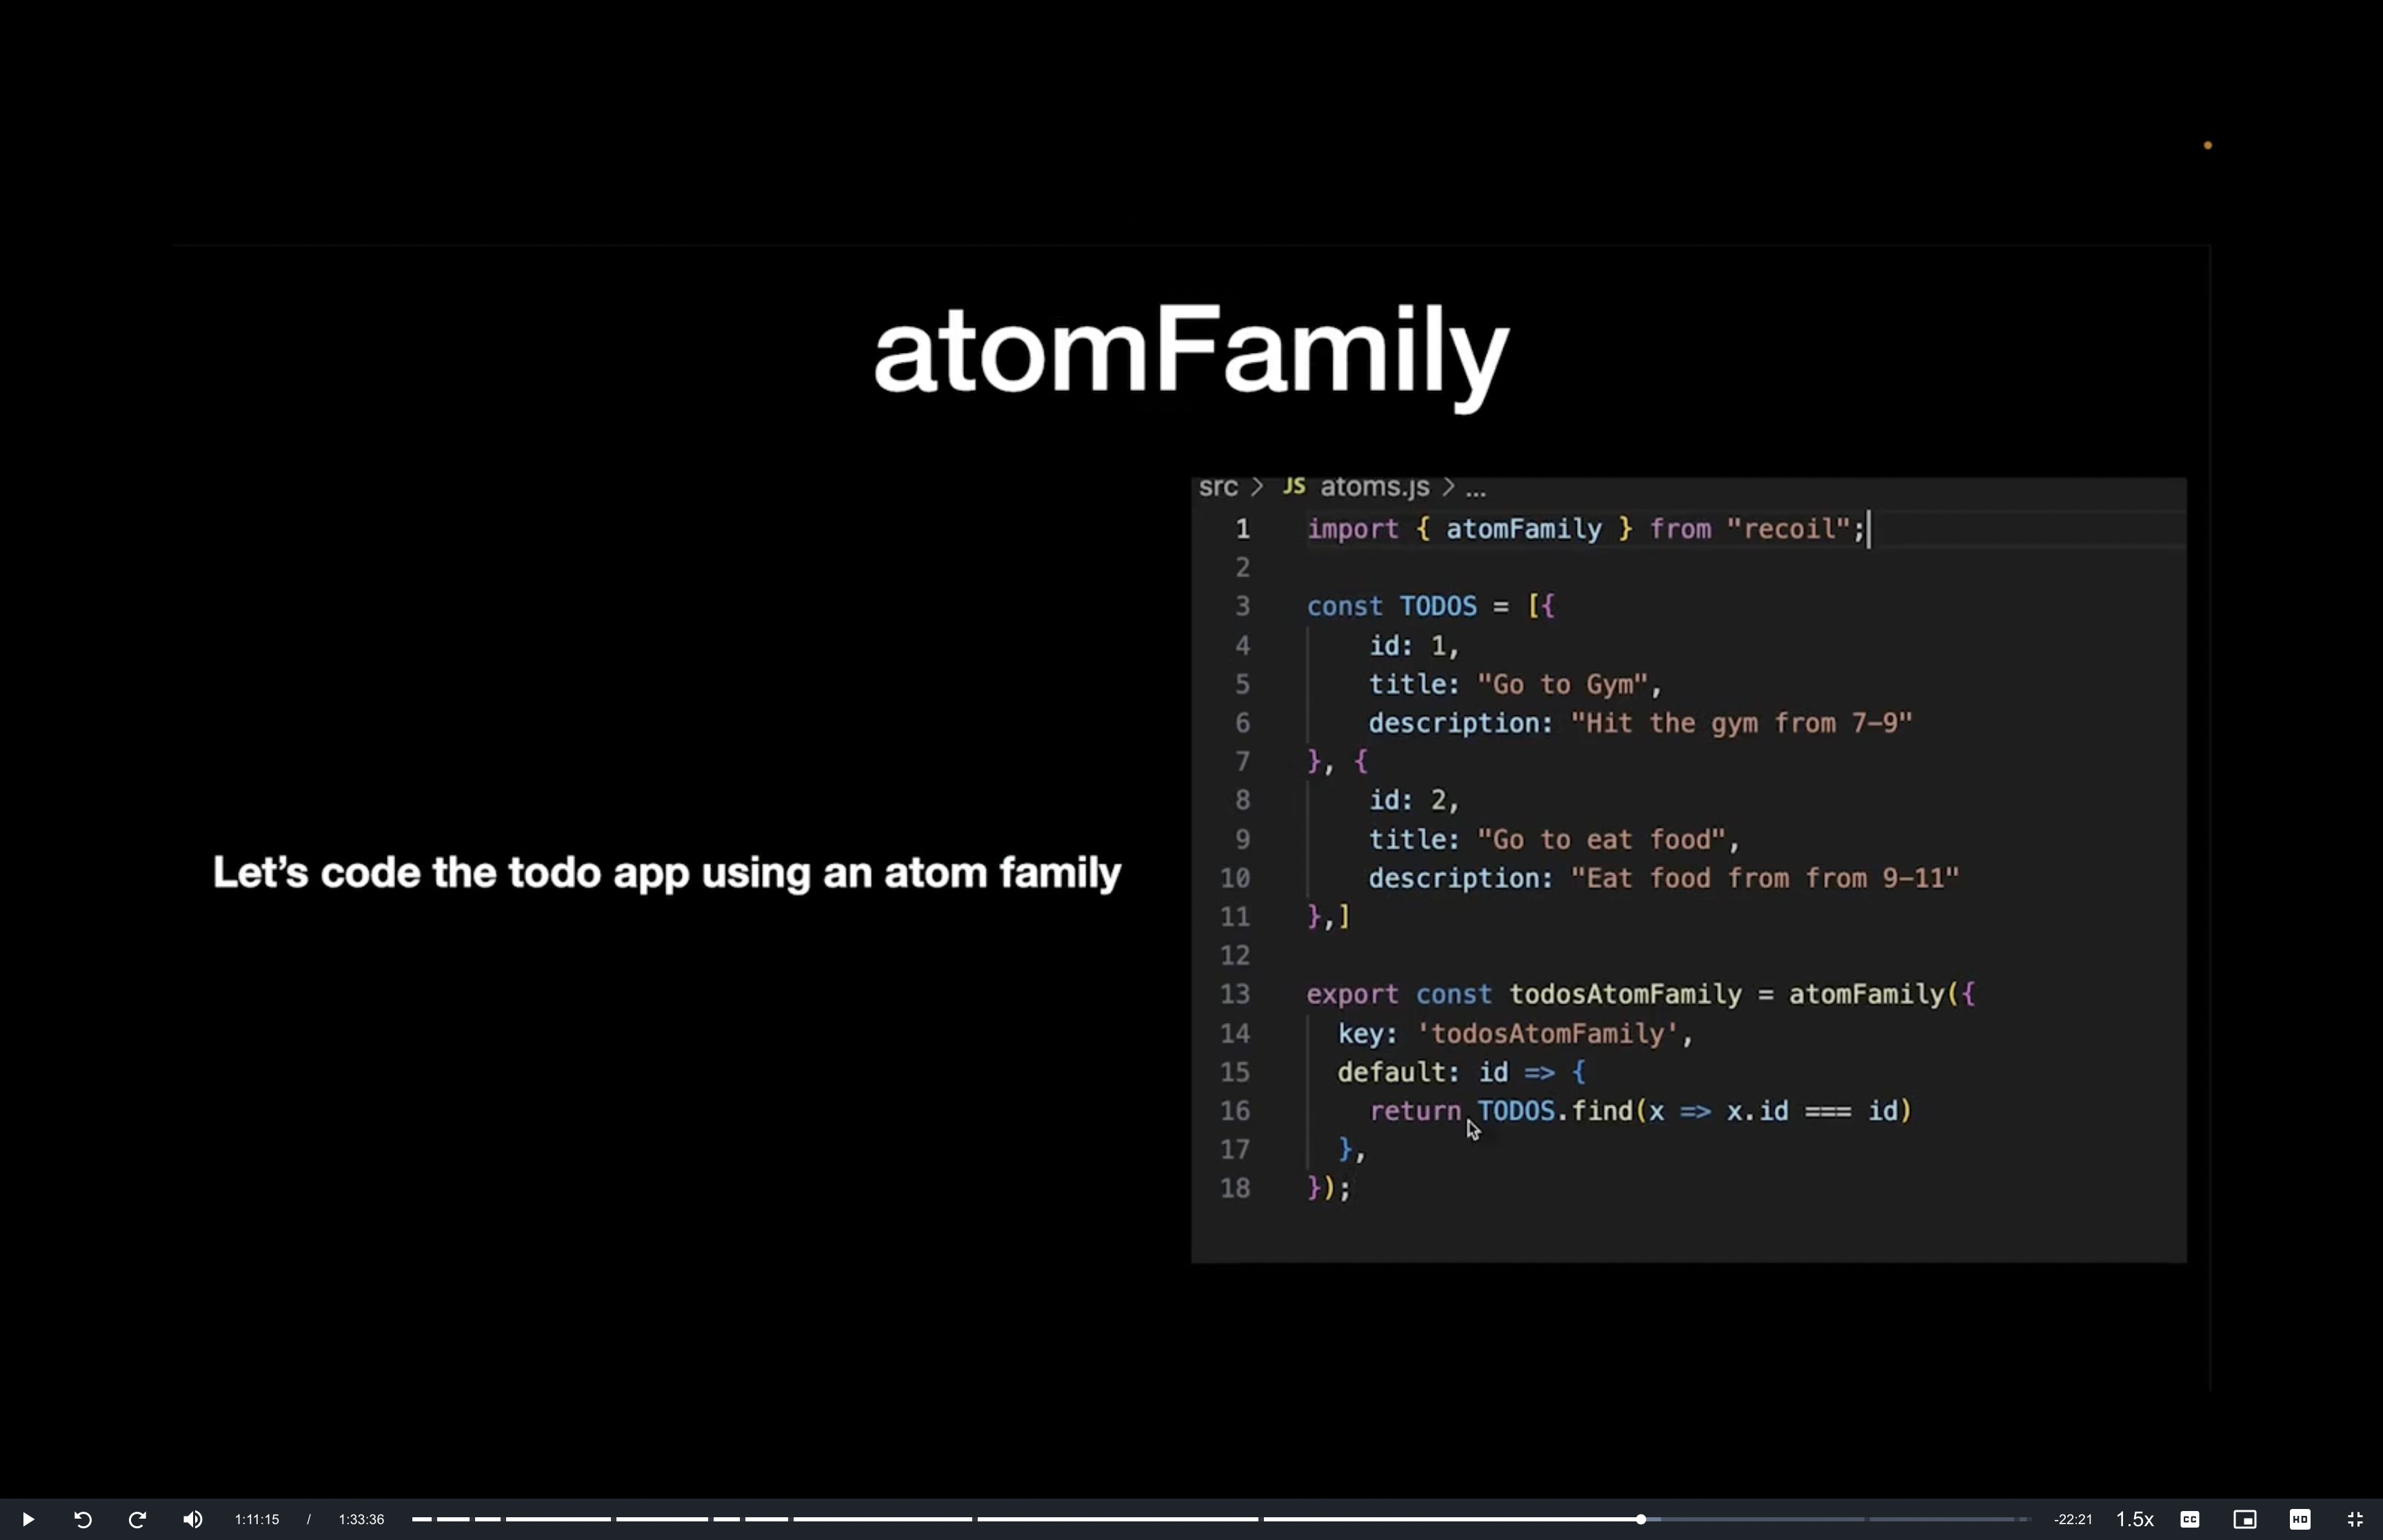 atomFamily
Let’s code the todo app using an atom family
src > JS atoms.js > ...
1 import { atomFamily } from "recoil";
2
3 const TODOS = [{
4 id: 1,
5 title: "Go to Gym",
6 description: "Hit the gym from 7-9"
7 }, {
8 id: 2,
9 title: "Go to eat food",
10 description: "Eat food from from 9-11"
11 },]
12
13 export const todosAtomFamily = atomFamily({
14 key: 'todosAtomFamily',
15 default: id => {
16 return TODOS.find(x => x.id === id)
17 },
18 });
1:11:15 / 1:33:36 -22:21 1.5x CC HD